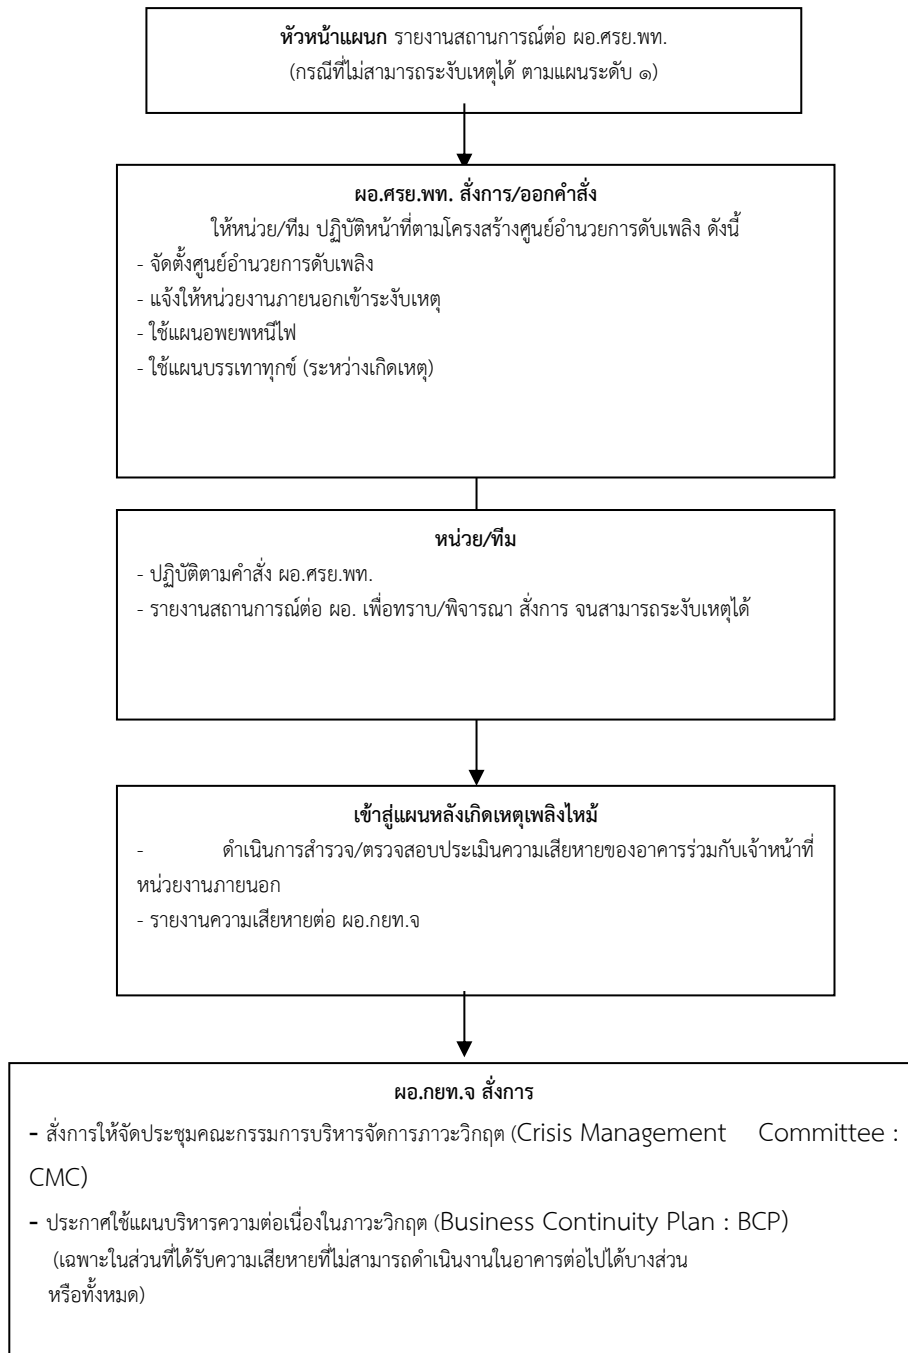 หัวหน้าแผนก รายงานสถานการณ์ต่อ ผอ.ศรย.พท.
(กรณีที่ไม่สามารถระงับเหตุได้ ตามแผนระดับ ๑)
ผอ.ศรย.พท. สั่งการ/ออกคำสั่ง
ให้หน่วย/ทีม ปฏิบัติหน้าที่ตามโครงสร้างศูนย์อำนวยการดับเพลิง ดังนี้
- จัดตั้งศูนย์อำนวยการดับเพลิง
- แจ้งให้หน่วยงานภายนอกเข้าระงับเหตุ
- ใช้แผนอพยพหนีไฟ
- ใช้แผนบรรเทาทุกข์ (ระหว่างเกิดเหตุ)
หน่วย/ทีม
- ปฏิบัติตามคำสั่ง ผอ.ศรย.พท.
- รายงานสถานการณ์ต่อ ผอ. เพื่อทราบ/พิจารณา สั่งการ จนสามารถระงับเหตุได้
เข้าสู่แผนหลังเกิดเหตุเพลิงไหม้
- ดำเนินการสำรวจ/ตรวจสอบประเมินความเสียหายของอาคารร่วมกับเจ้าหน้าที่
หน่วยงานภายนอก
- รายงานความเสียหายต่อ ผอ.กยท.จ
ผอ.กยท.จ สั่งการ
- สั่งการให้จัดประชุมคณะกรรมการบริหารจัดการภาวะวิกฤต (Crisis Management Committee :
CMC)
- ประกาศใช้แผนบริหารความต่อเนื่องในภาวะวิกฤต (Business Continuity Plan : BCP)
(เฉพาะในส่วนที่ได้รับความเสียหายที่ไม่สามารถดำเนินงานในอาคารต่อไปได้บางส่วน
หรือทั้งหมด)